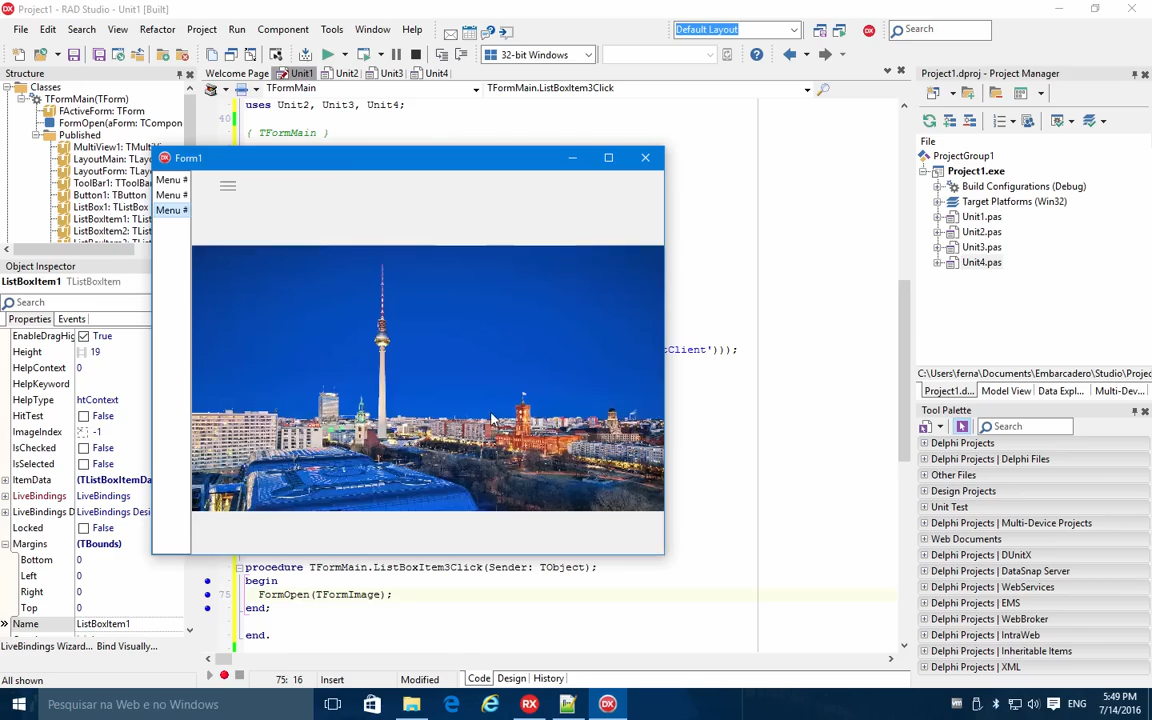 Project1 - RAD Studio - Unit1 [Built]
File Edit Search View Refactor Project Run Component Tools Window Help
Default Layout
Search
32-bit Windows
Structure
Welcome Page Unit1 Unit2 Unit3 Unit4
Project1.dproj - Project Manager
TFormMain TFormMain.ListBoxItem3Click
Classes
TFormMain(TForm)
FActiveForm: TForm
FormOpen(aForm: TCompon
Published
MultiView1: TMulti
LayoutMain: TLay
LayoutForm: TLay
ToolBar1: TToolB
Button1: TButton
ListBox1: TListBox
ListBoxItem1: TLis
ListBoxItem2: TLis
uses Unit2, Unit3, Unit4;
40
{ TFormMain }
Form1
Menu #
Menu #
Menu #
tClient')));
procedure TFormMain.ListBoxItem3Click(Sender: TObject);
begin
75 FormOpen(TFormImage);
end;
end.
File
ProjectGroup1
Project1.exe
Build Configurations (Debug)
Target Platforms (Win32)
Unit1.pas
Unit2.pas
Unit3.pas
Unit4.pas
C:\Users\ferna\Documents\Embarcadero\Studio\Project
Project1.d... Model View Data Expl... Multi-Dev...
Object Inspector
ListBoxItem1 TListBoxItem
Search
Properties Events
EnableDragHig True
Height 19
HelpContext 0
HelpKeyword
HelpType htContext
HitTest False
ImageIndex -1
IsChecked False
IsSelected False
ItemData (TListBoxItemDa
LiveBindings LiveBindings
LiveBindings D LiveBindings Desi
Locked False
Margins (TBounds)
Bottom 0
Left 0
Right 0
Top 0
Name ListBoxItem1
LiveBindings Wizard... Bind Visually...
All shown
Tool Palette
Search
Delphi Projects
Delphi Projects | Delphi Files
Other Files
Design Projects
Unit Test
Delphi Projects | Multi-Device Projects
Web Documents
Delphi Projects | DUnitX
Delphi Projects | DataSnap Server
Delphi Projects | WebServices
Delphi Projects | EMS
Delphi Projects | WebBroker
Delphi Projects | IntraWeb
Delphi Projects | Inheritable Items
Delphi Projects | XML
75: 16 Insert Modified Code Design History
Pesquisar na Web e no Windows
ENG
5:49 PM
7/14/2016